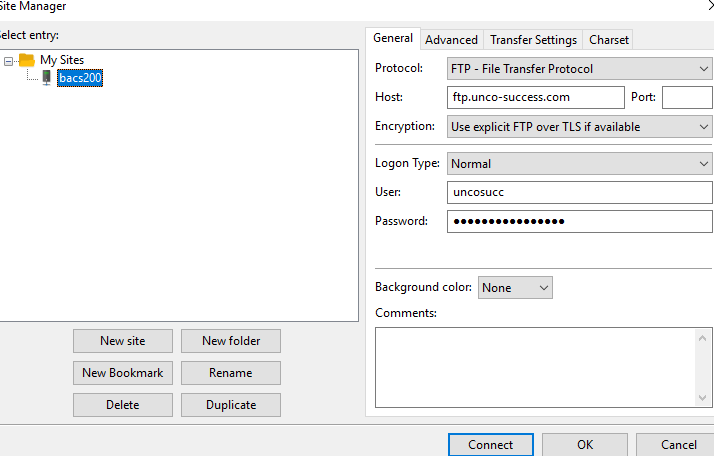 Site Manager
Select entry:
My Sites
bacs200
New site
New folder
New Bookmark
Rename
Delete
Duplicate
General
Advanced
Transfer Settings
Charset
Protocol:
FTP - File Transfer Protocol
Host:
ftp.unco-success.com
Port:
Encryption:
Use explicit FTP over TLS if available
Logon Type:
Normal
User:
uncosucc
Password:
●●●●●●●●●●●●●●●●
Background color:
None
Comments:
Connect
OK
Cancel